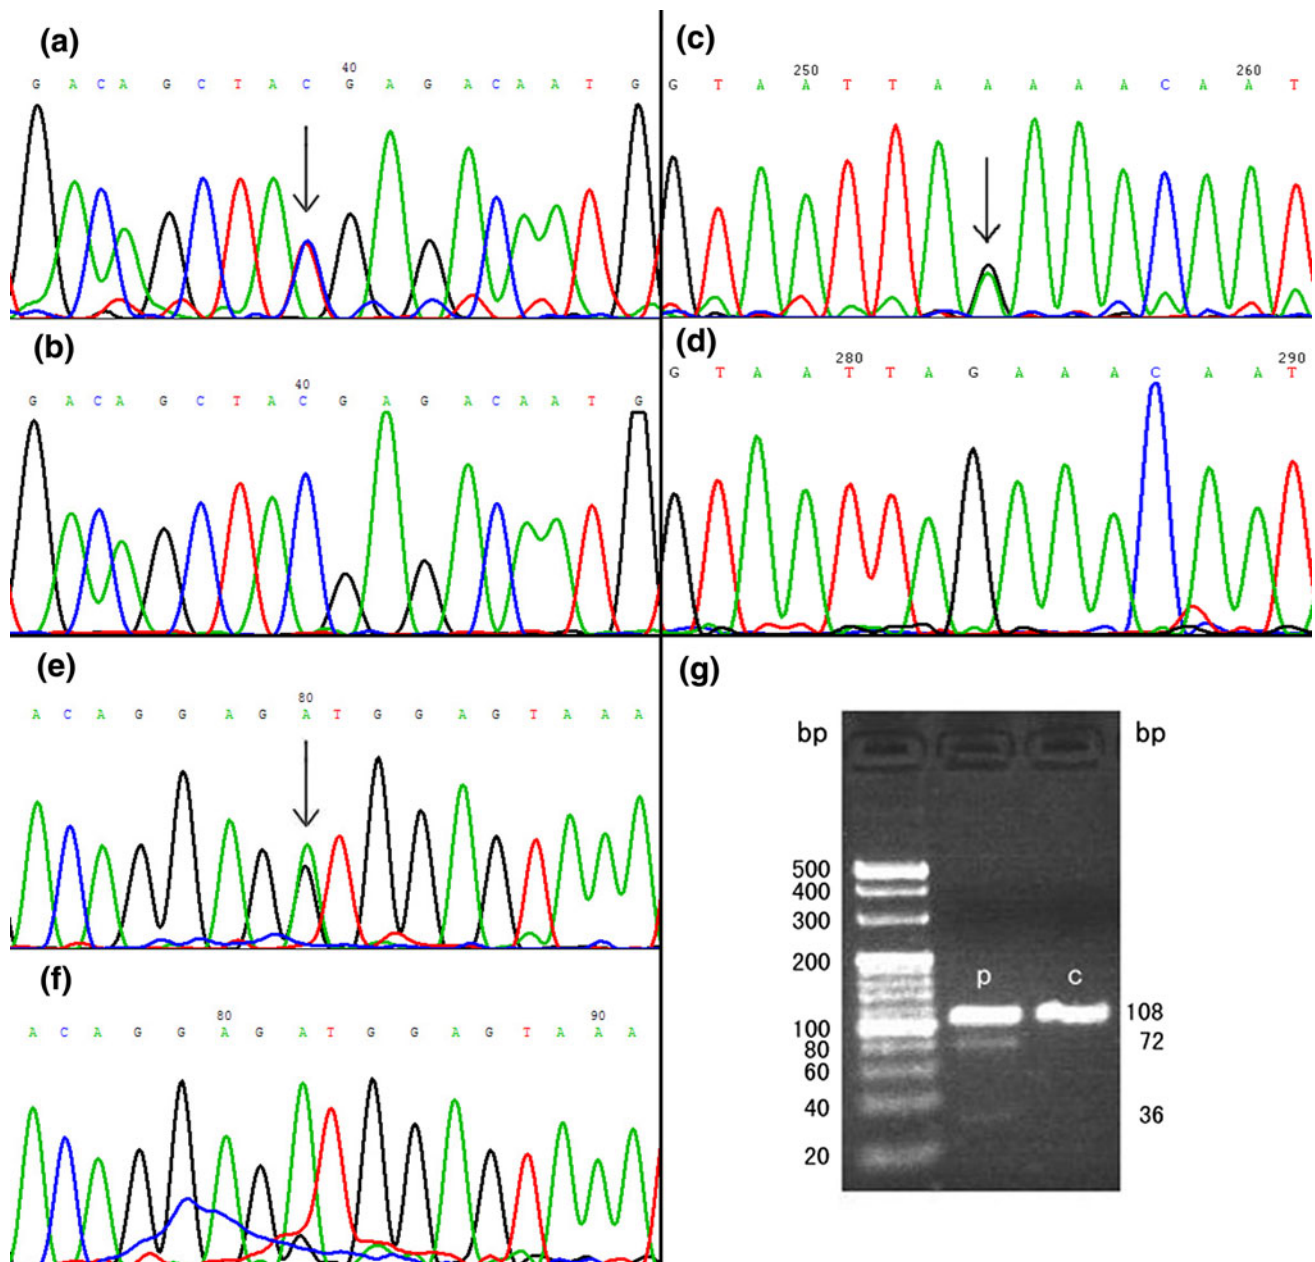 (a)
40
G A C A G C T A C G A G A C A A T G
(b)
40
G A C A G C T A C G A G A C A A T G
(c)
250 260
G T A A T T A A A A C A A T
(d)
280 290
G T A A T T A G A A A C A A T
(e)
80
A C A G G A G A T G G A G T A A A
(f)
80 90
A C A G G A G A T G G A G T A A A
(g)
bp bp
500
400
300
200
p c
108
100
72
80
60
40
36
20